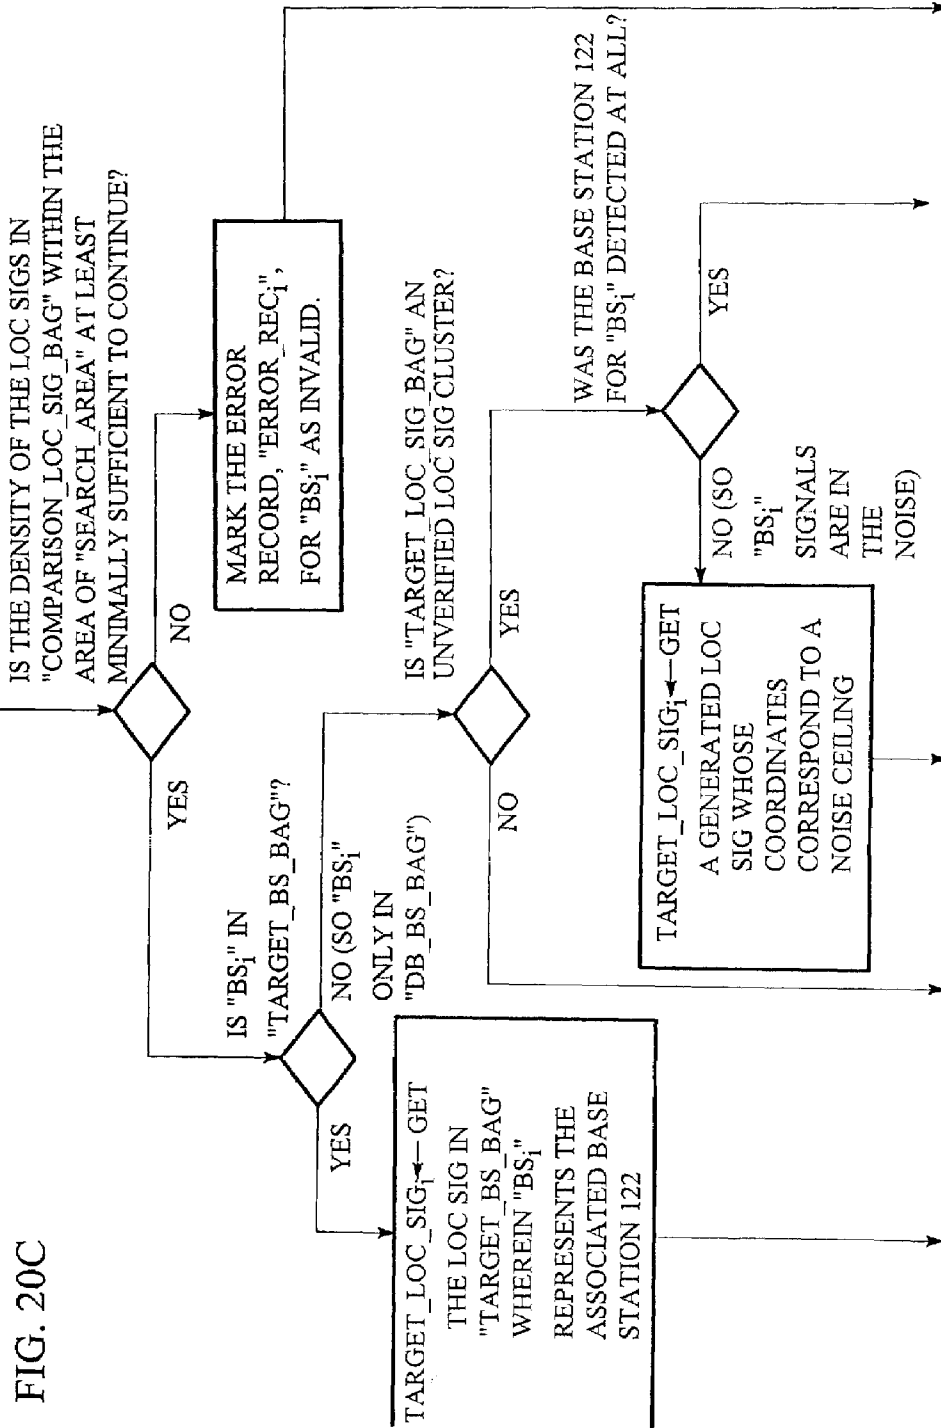 FIG. 20C
IS THE DENSITY OF THE LOC SIGS IN
"COMPARISON_LOC_SIG_BAG" WITHIN THE
AREA OF "SEARCH_AREA" AT LEAST
MINIMALLY SUFFICIENT TO CONTINUE?
YES
NO
MARK THE ERROR
RECORD, "ERROR_REC_i",
FOR "BS_i" AS INVALID.
IS "BS_i" IN
"TARGET_BS_BAG"?
YES
NO (SO "BS_i"
ONLY IN
"DB_BS_BAG")
TARGET_LOC_SIG_i ← GET
THE LOC SIG IN
"TARGET_BS_BAG"
WHEREIN "BS_i"
REPRESENTS THE
ASSOCIATED BASE
STATION 122
IS "TARGET_LOC_SIG_BAG" AN
UNVERIFIED LOC SIG CLUSTER?
NO
YES
WAS THE BASE STATION 122
FOR "BS_i" DETECTED AT ALL?
NO (SO
"BS_i"
SIGNALS
ARE IN
THE
NOISE)
YES
TARGET_LOC_SIG_i ← GET
A GENERATED LOC
SIG WHOSE
COORDINATES
CORRESPOND TO A
NOISE CEILING